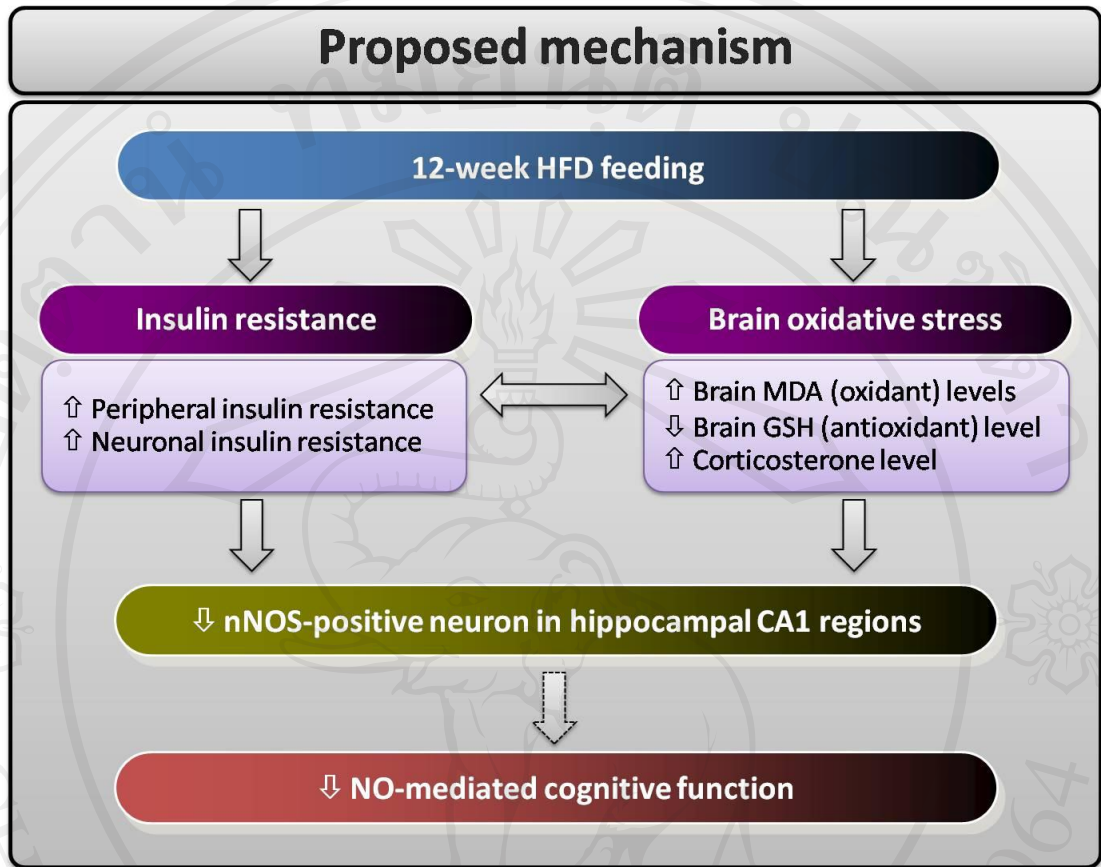 Proposed mechanism
12-week HFD feeding
Insulin resistance
⇧ Peripheral insulin resistance
⇧ Neuronal insulin resistance
Brain oxidative stress
⇧ Brain MDA (oxidant) levels
⇩ Brain GSH (antioxidant) level
⇧ Corticosterone level
⇩ nNOS-positive neuron in hippocampal CA1 regions
⇩ NO-mediated cognitive function